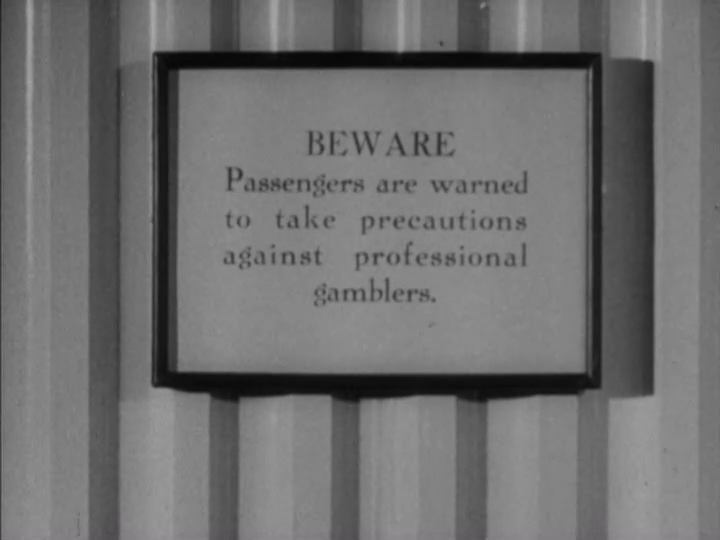 BEWARE
Passengers are warned
to take precautions
against professional
gamblers.